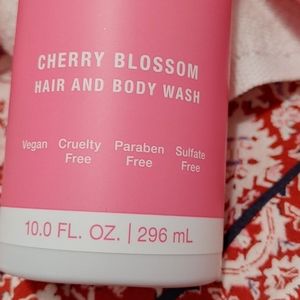 CHERRY BLOSSOM
HAIR AND BODY WASH
Vegan Cruelty Free Paraben Free Sulfate Free
10.0 FL. OZ. | 296 mL